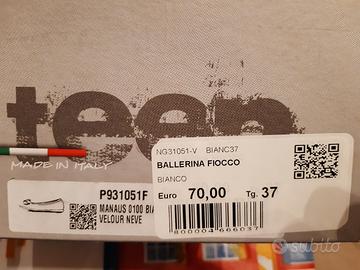 teen
MADE IN ITALY
P931051F
MANAUS 0100 BIA
VELOUR NEVE
NG31051-V BIANC37
BALLERINA FIOCCO
BIANCO
Euro 70,00 Tg. 37
8000004666037
subito